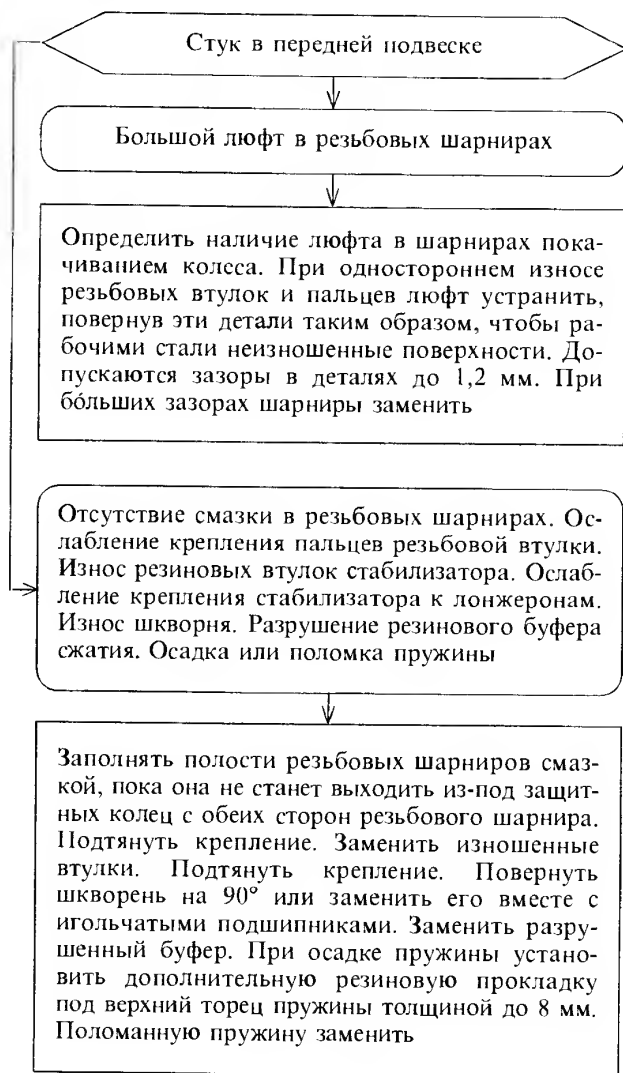 Стук в передней подвеске
Большой люфт в резьбовых шарнирах
Определить наличие люфта в шарнирах пока-
чиванием колеса. При одностороннем износе
резьбовых втулок и пальцев люфт устранить,
повернув эти детали таким образом, чтобы ра-
бочими стали неизношенные поверхности. До-
пускаются зазоры в деталях до 1,2 мм. При
бо́льших зазорах шарниры заменить
Отсутствие смазки в резьбовых шарнирах. Ос-
лабление крепления пальцев резьбовой втулки.
Износ резиновых втулок стабилизатора. Ослаб-
ление крепления стабилизатора к лонжеронам.
Износ шкворня. Разрушение резинового буфера
сжатия. Осадка или поломка пружины
Заполнять полости резьбовых шарниров смаз-
кой, пока она не станет выходить из-под защит-
ных колец с обеих сторон резьбового шарнира.
Подтянуть крепление. Заменить изношенные
втулки. Подтянуть крепление. Повернуть
шкворень на 90° или заменить его вместе с
игольчатыми подшипниками. Заменить разру-
шенный буфер. При осадке пружины устано-
вить дополнительную резиновую прокладку
под верхний торец пружины толщиной до 8 мм.
Поломанную пружину заменить